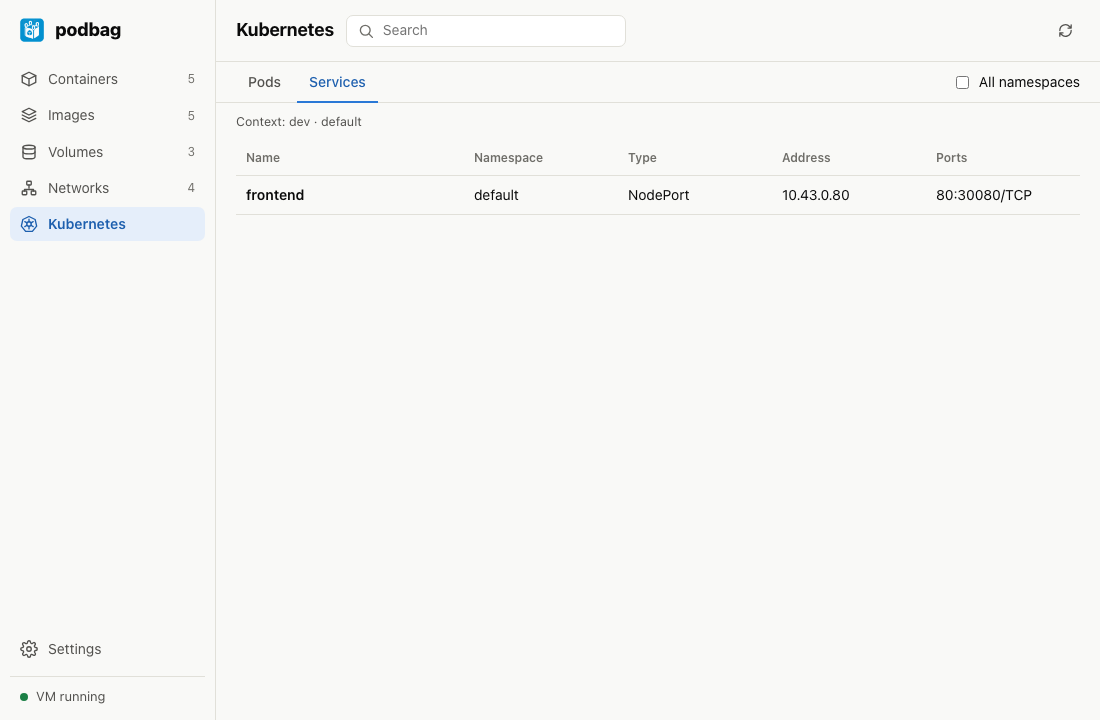 podbag
Containers 5
Images 5
Volumes 3
Networks 4
Kubernetes
Settings
VM running
Kubernetes
Search
Pods Services All namespaces
Context: dev · default
Name Namespace Type Address Ports
frontend default NodePort 10.43.0.80 80:30080/TCP